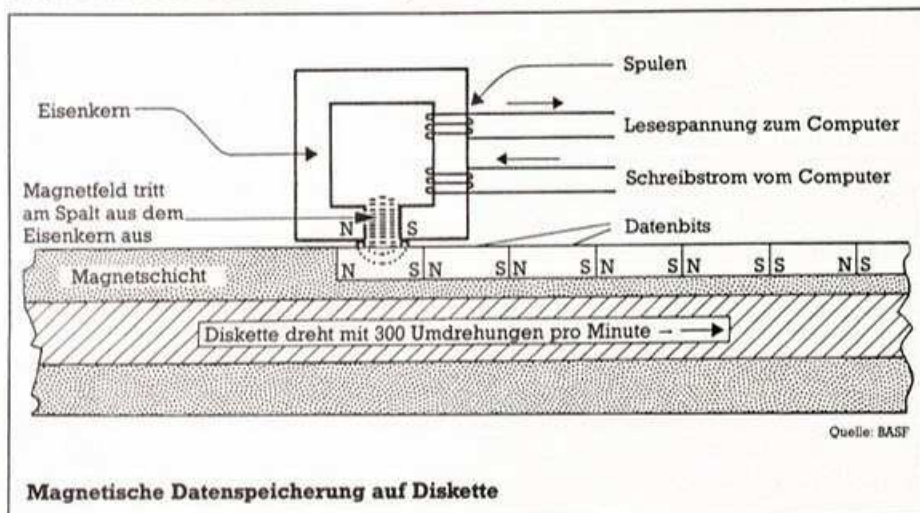 Spulen
Eisenkern
Lesespannung zum Computer
Schreibstrom vom Computer
Magnetfeld tritt
am Spalt aus dem
Eisenkern aus
N S
Datenbits
Magnetschicht
N S N S N S N S N S S N S
Diskette dreht mit 300 Umdrehungen pro Minute –
Quelle: BASF
Magnetische Datenspeicherung auf Diskette